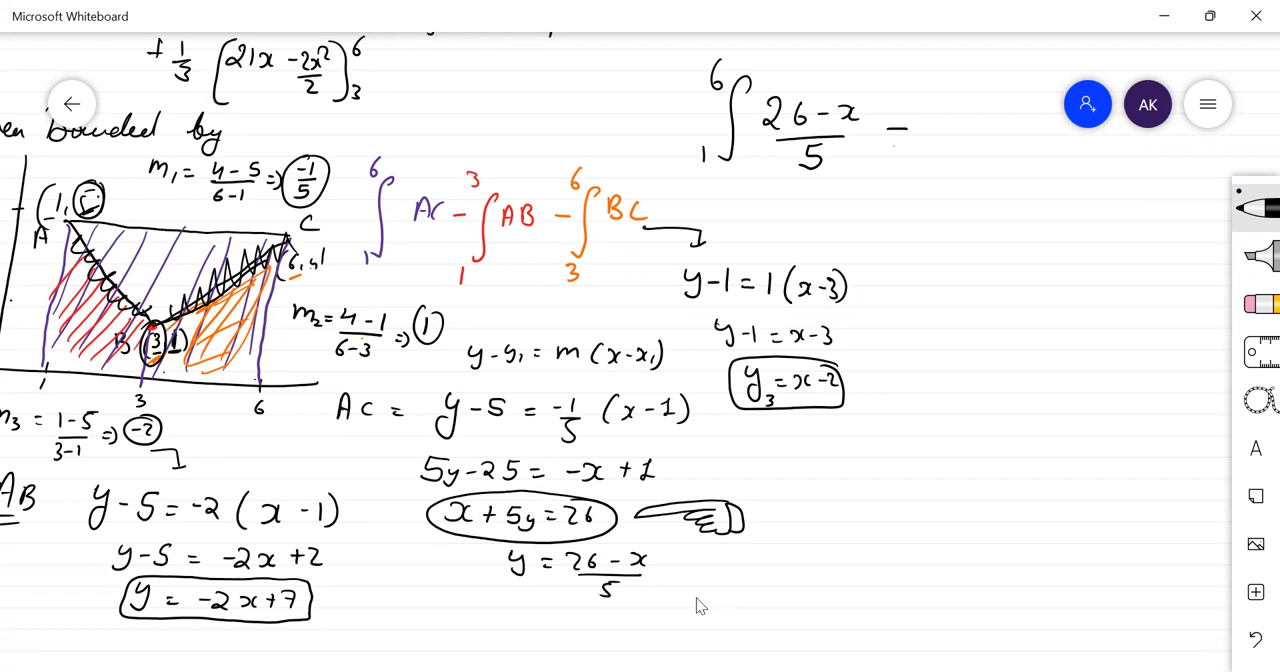 Microsoft Whiteboard
+ 1/3 [21x - 2x²/2]₃⁶
en bounded by
m₁ = 4-5/6-1 => -1/5
(1, 5)
A
C
(6, 4)
B (3, 1)
1 3 6
₁∫⁶ AC - ₁∫³ AB - ₃∫⁶ BC
₁∫⁶ 26-x/5 -
AK
m₂ = 4-1/6-3 => 1
y-1 = 1(x-3)
y-1 = x-3
y₃ = x-2
y-y₁ = m(x-x₁)
AC = y-5 = -1/5 (x-1)
5y-25 = -x+1
x+5y=26
y = 26-x/5
m₃ = 1-5/3-1 => -2
AB y-5 = -2(x-1)
y-5 = -2x+2
y = -2x+7
A